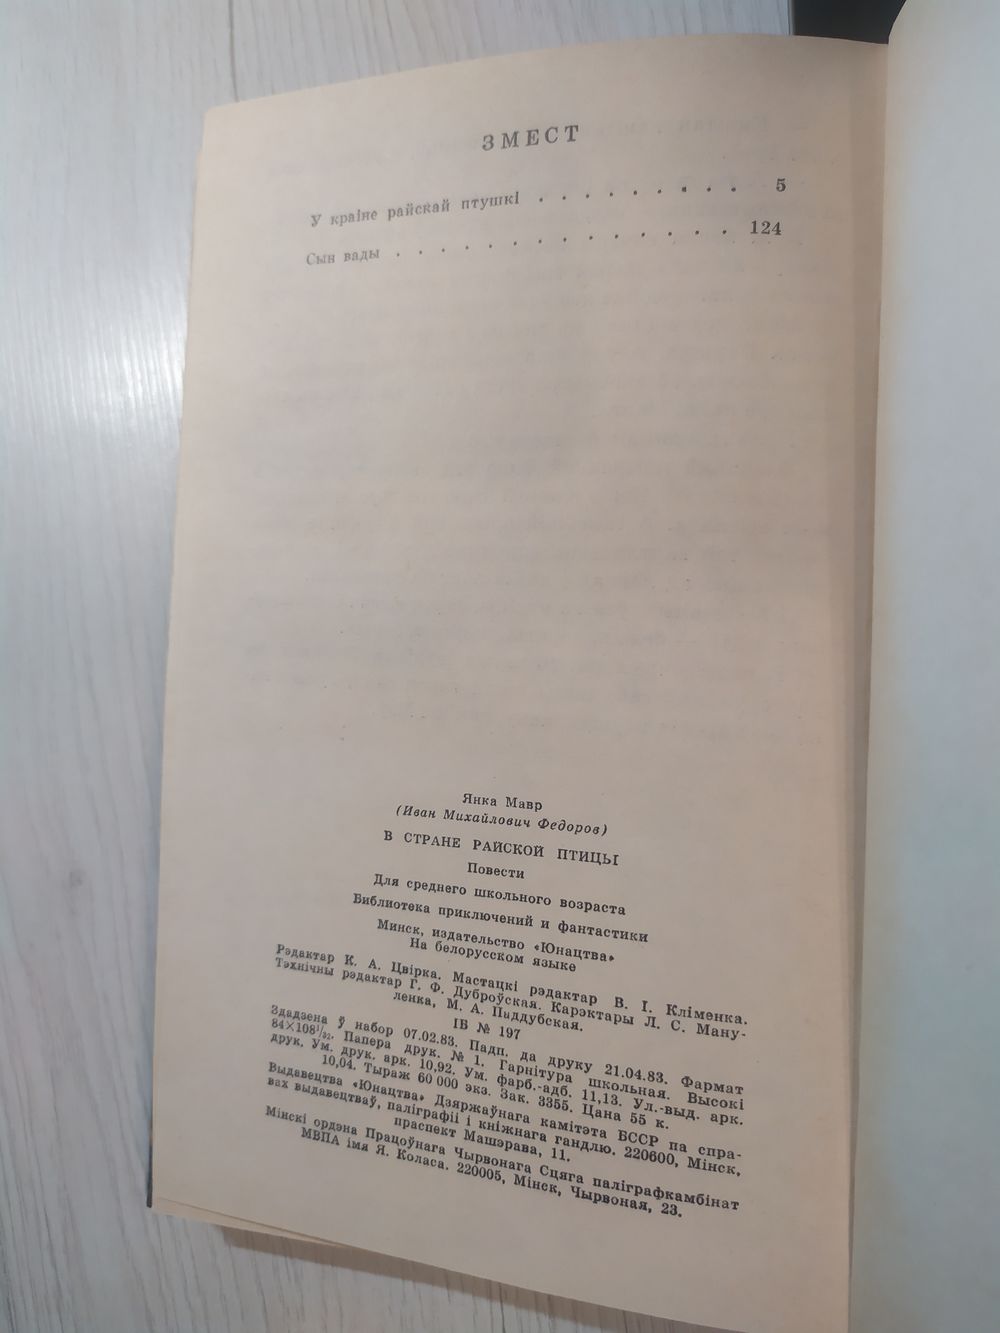 ЗМЕСТ
У краіне райскай птушкі . . . . . . . . . 5
Сын вады . . . . . . . . . . . . . . 124
Янка Мавр
(Иван Михайлович Федоров)
В СТРАНЕ РАЙСКОЙ ПТИЦЫ
Повести
Для среднего школьного возраста
Библиотека приключений и фантастики
Минск, издательство «Юнацтва»
На белорусском языке
Рэдактар К. А. Цвірка. Мастацкі рэдактар В. І. Кліменка.
Тэхнічны рэдактар Г. Ф. Дуброўская. Карэктары Л. С. Ману-
ленка, М. А. Пиддубская.
ІБ № 197
Здадзена ў набор 07.02.83. Падп. да друку 21.04.83. Фармат
84×108¹/₃₂. Папера друк. № 1. Гарнітура школьная. Высокі
друк. Ум. друк. арк. 10,92. Ум. фарб.-адб. 11,13. Ул.-выд. арк.
10,04. Тыраж 60 000 экз. Зак. 3355. Цана 55 к.
Выдавецтва «Юнацтва» Дзяржаўнага камітэта БССР па спра-
вах выдавецтваў, паліграфіі і кніжнага гандлю. 220600, Мінск,
праспект Машэрава, 11.
Мінскі ордэна Працоўнага Чырвонага Сцяга паліграфкамбінат
МВПА імя Я. Коласа. 220005, Мінск, Чырвоная, 23.